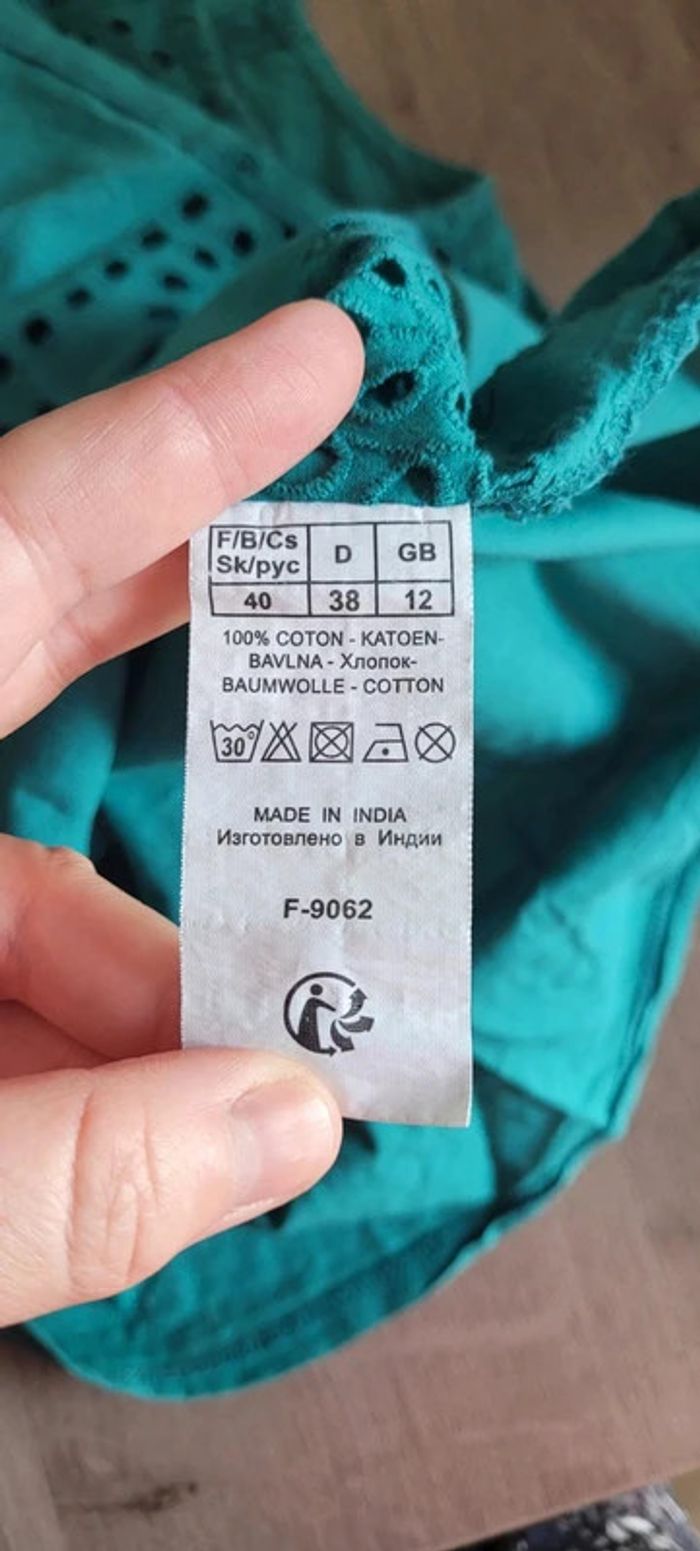 F/B/Cs D GB
Sk/рус
40 38 12
100% COTON - KATOEN-
BAVLNA - Хлопок-
BAUMWOLLE - COTTON
30°
MADE IN INDIA
Изготовлено в Индии
F-9062